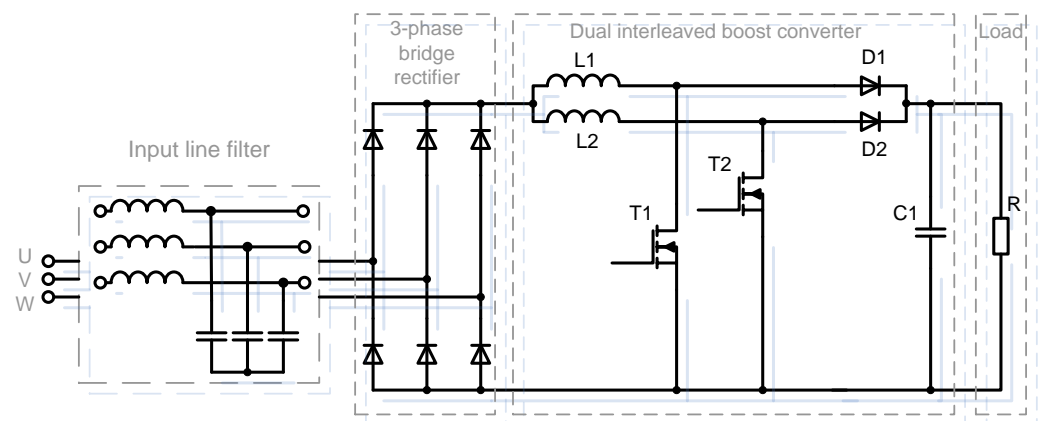 3-phase
bridge
rectifier
Dual interleaved boost converter
Load
L1
D1
L2
D2
Input line filter
T2
T1
C1
R
U
V
W